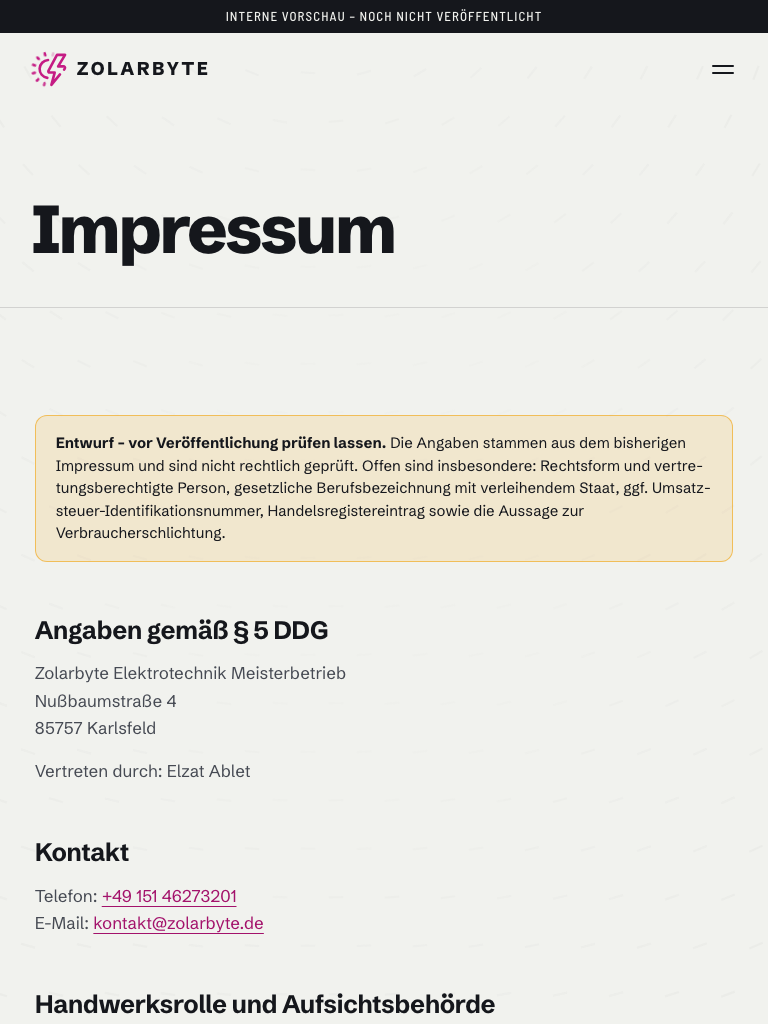 INTERNE VORSCHAU – NOCH NICHT VERÖFFENTLICHT
ZOLARBYTE
Impressum
Entwurf – vor Veröffentlichung prüfen lassen. Die Angaben stammen aus dem bisherigen
Impressum und sind nicht rechtlich geprüft. Offen sind insbesondere: Rechtsform und vertre-
tungsberechtigte Person, gesetzliche Berufsbezeichnung mit verleihendem Staat, ggf. Umsatz-
steuer-Identifikationsnummer, Handelsregistereintrag sowie die Aussage zur
Verbraucherschlichtung.
Angaben gemäß § 5 DDG
Zolarbyte Elektrotechnik Meisterbetrieb
Nußbaumstraße 4
85757 Karlsfeld
Vertreten durch: Elzat Ablet
Kontakt
Telefon: +49 151 46273201
E-Mail: kontakt@zolarbyte.de
Handwerksrolle und Aufsichtsbehörde